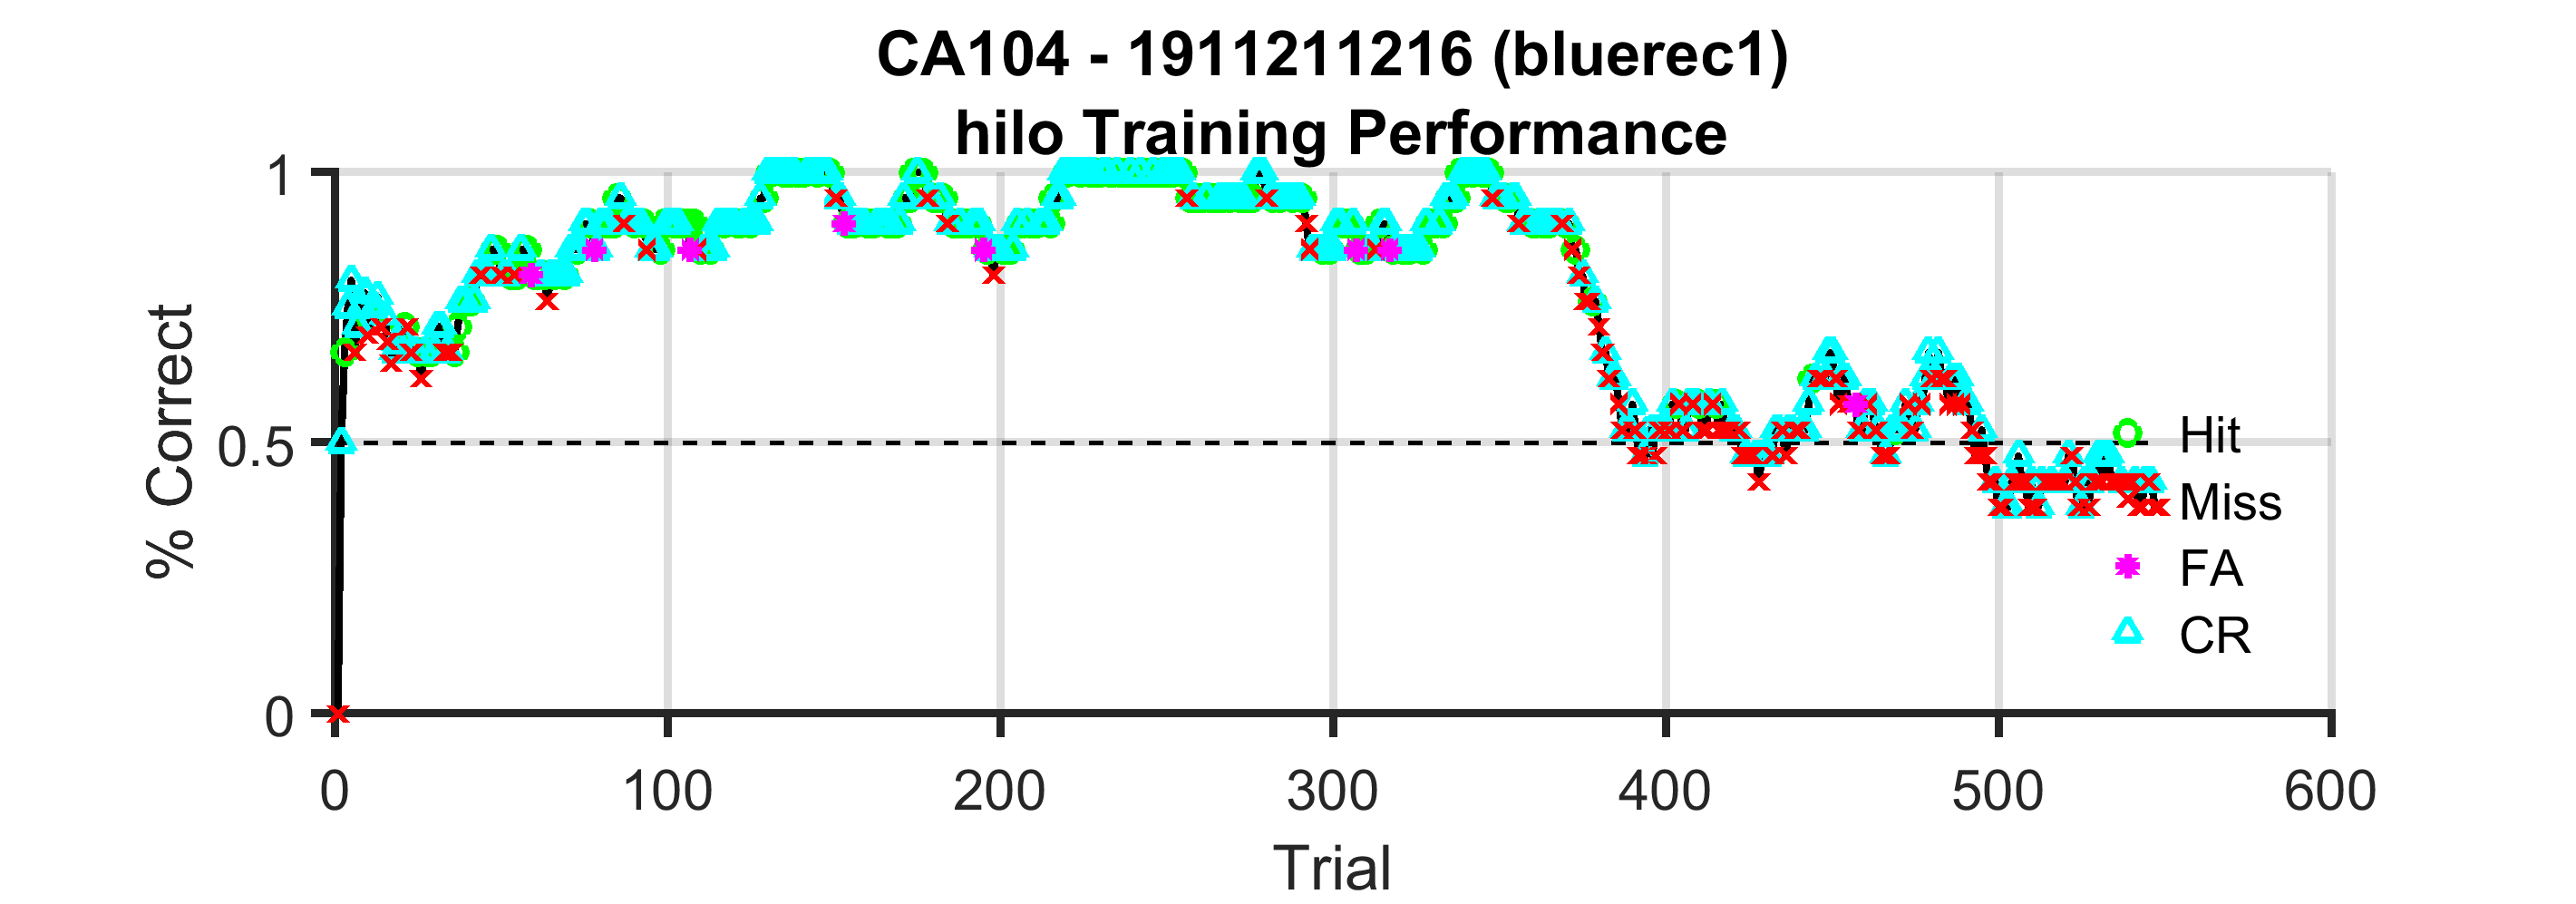 CA104 - 1911211216 (bluerec1)
hilo Training Performance
% Correct
1
0.5
0
0 100 200 300 400 500 600
Trial
Hit
Miss
FA
CR